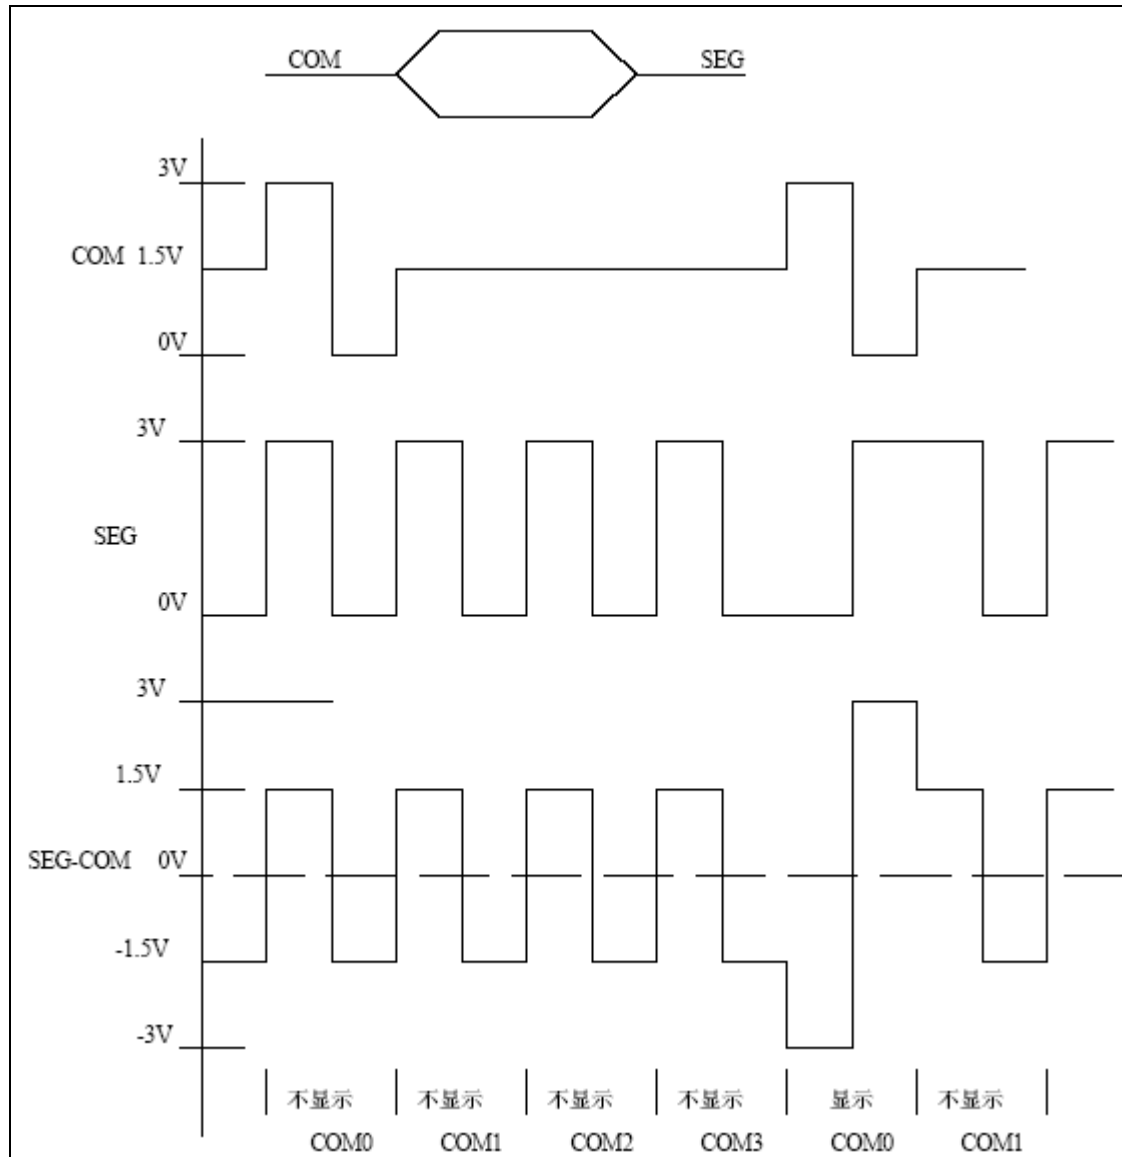 COM SEG
3V
COM 1.5V
0V
3V
SEG
0V
3V
1.5V
SEG-COM 0V
-1.5V
-3V
不显示 不显示 不显示 不显示 显示 不显示
COM0 COM1 COM2 COM3 COM0 COM1